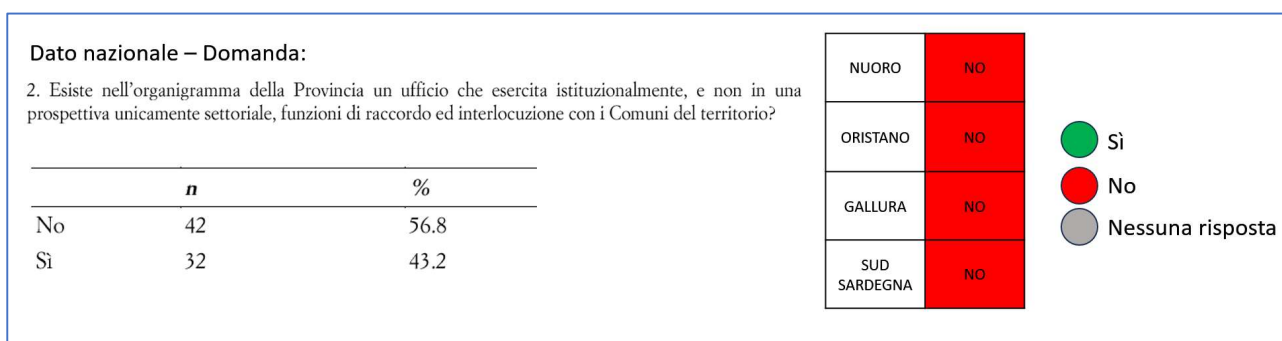 Dato nazionale – Domanda:
2. Esiste nell'organigramma della Provincia un ufficio che esercita istituzionalmente, e non in una
prospettiva unicamente settoriale, funzioni di raccordo ed interlocuzione con i Comuni del territorio?
n %
No 42 56.8
Sì 32 43.2
NUORO NO
ORISTANO NO
GALLURA NO
SUD
SARDEGNA NO
Sì
No
Nessuna risposta